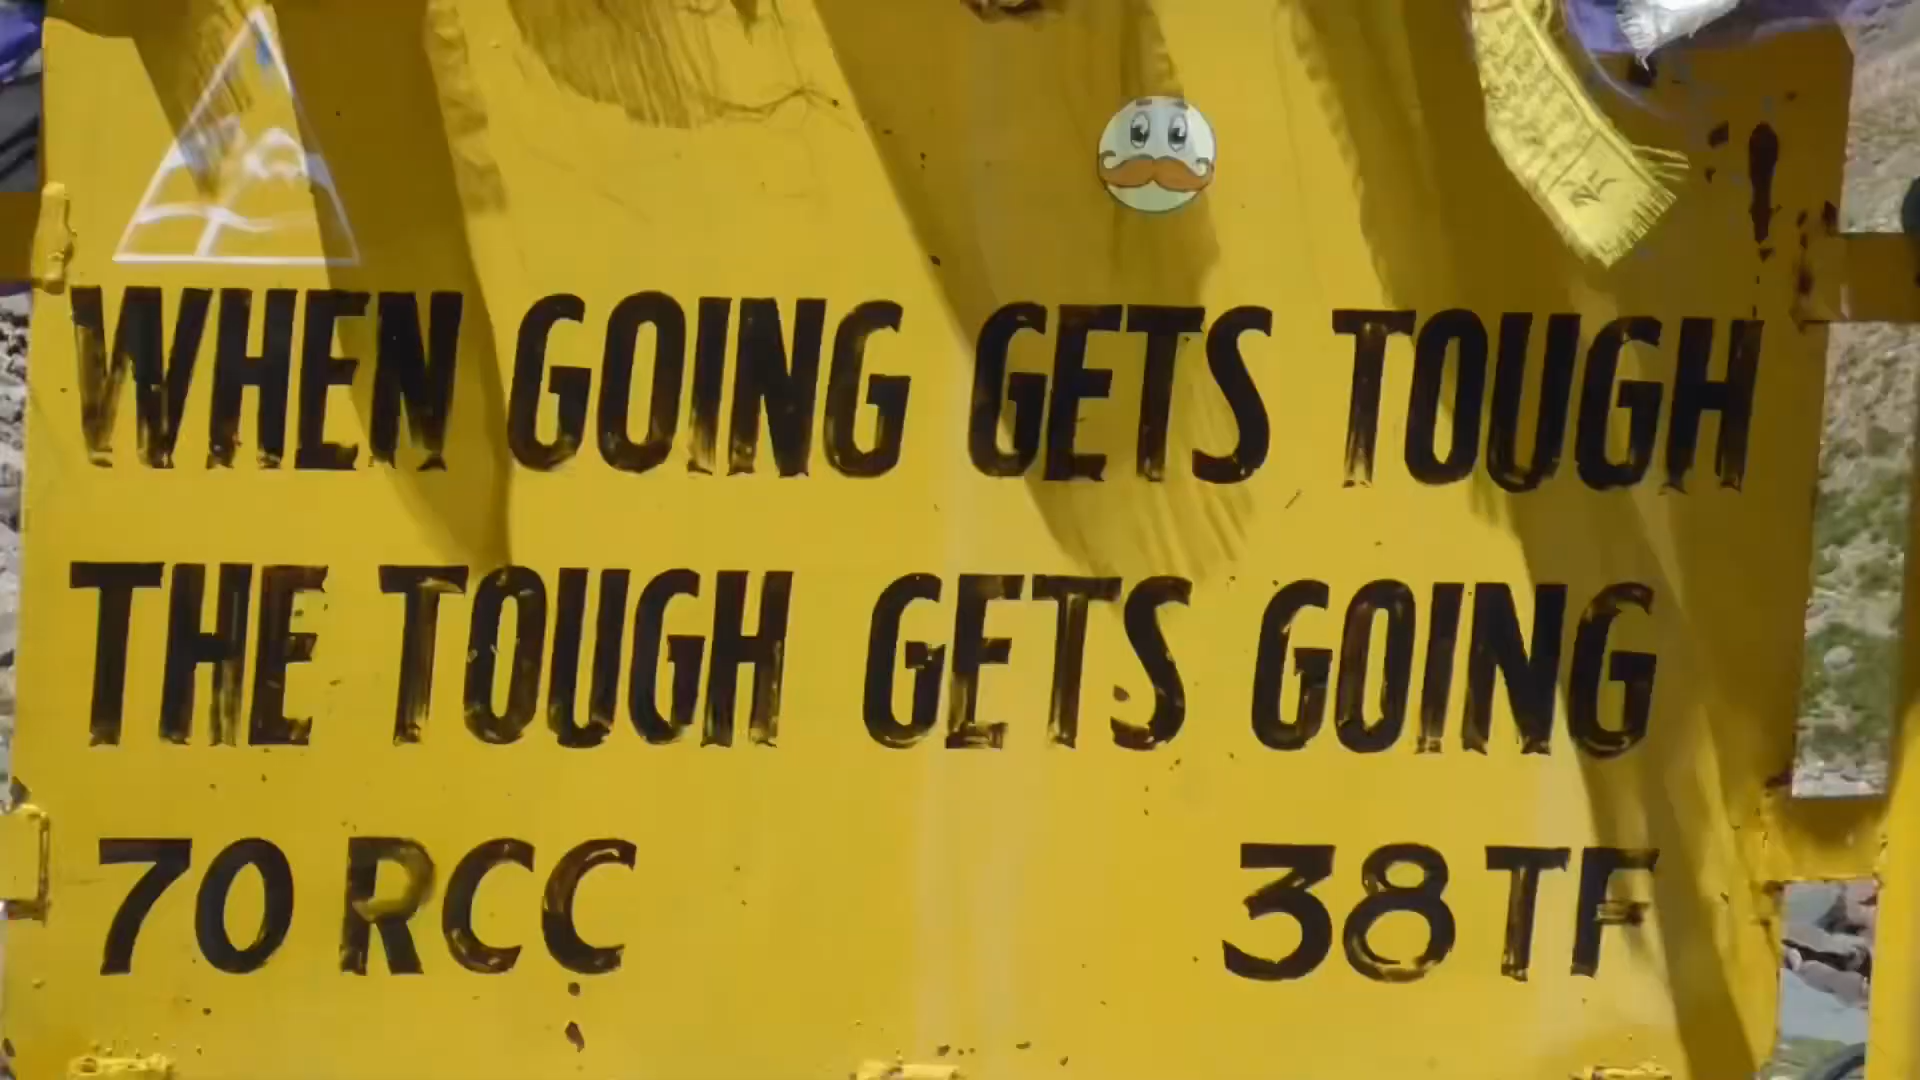 WHEN GOING GETS TOUGH
THE TOUGH GETS GOING
70 RCC 38 TF